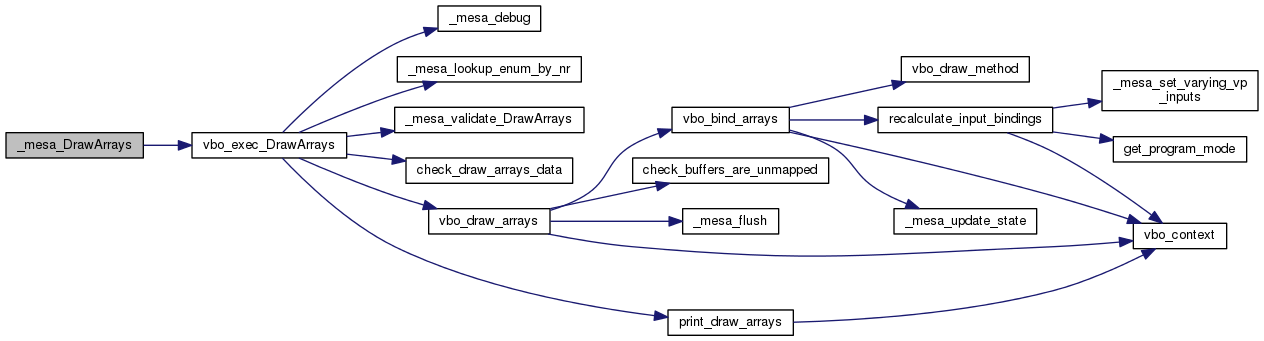 _mesa_DrawArrays
vbo_exec_DrawArrays
_mesa_debug
_mesa_lookup_enum_by_nr
_mesa_validate_DrawArrays
check_draw_arrays_data
vbo_draw_arrays
print_draw_arrays
vbo_bind_arrays
check_buffers_are_unmapped
_mesa_flush
vbo_draw_method
recalculate_input_bindings
_mesa_update_state
_mesa_set_varying_vp
_inputs
get_program_mode
vbo_context